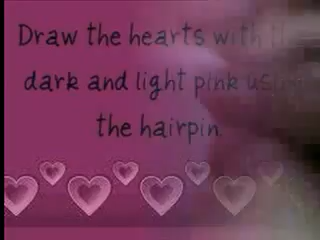 Draw the hearts with
dark and light pink
the hairpin.